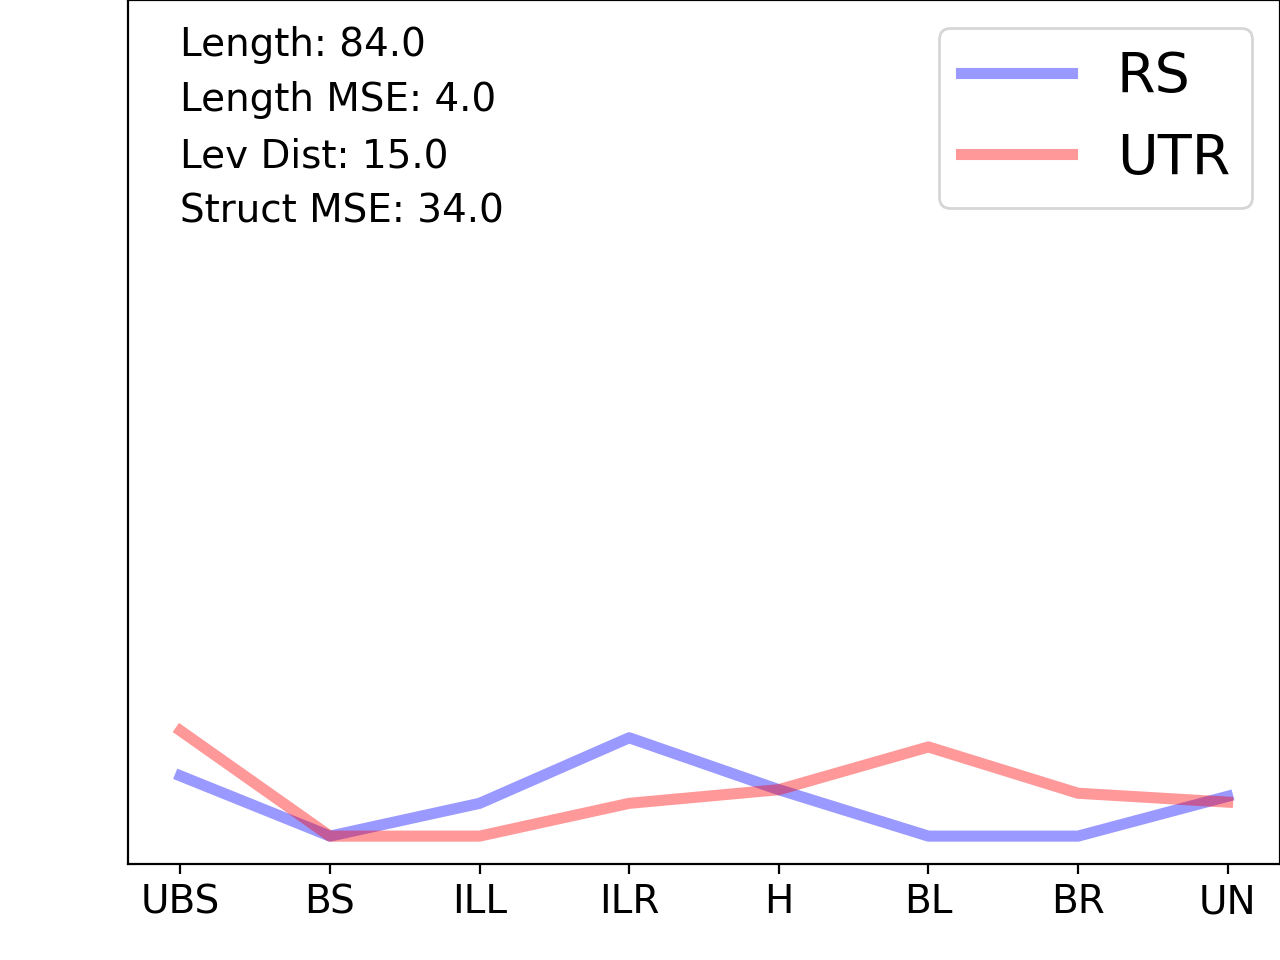 Length: 84.0
Length MSE: 4.0
Lev Dist: 15.0
Struct MSE: 34.0
RS
UTR
UBS BS ILL ILR H BL BR UN